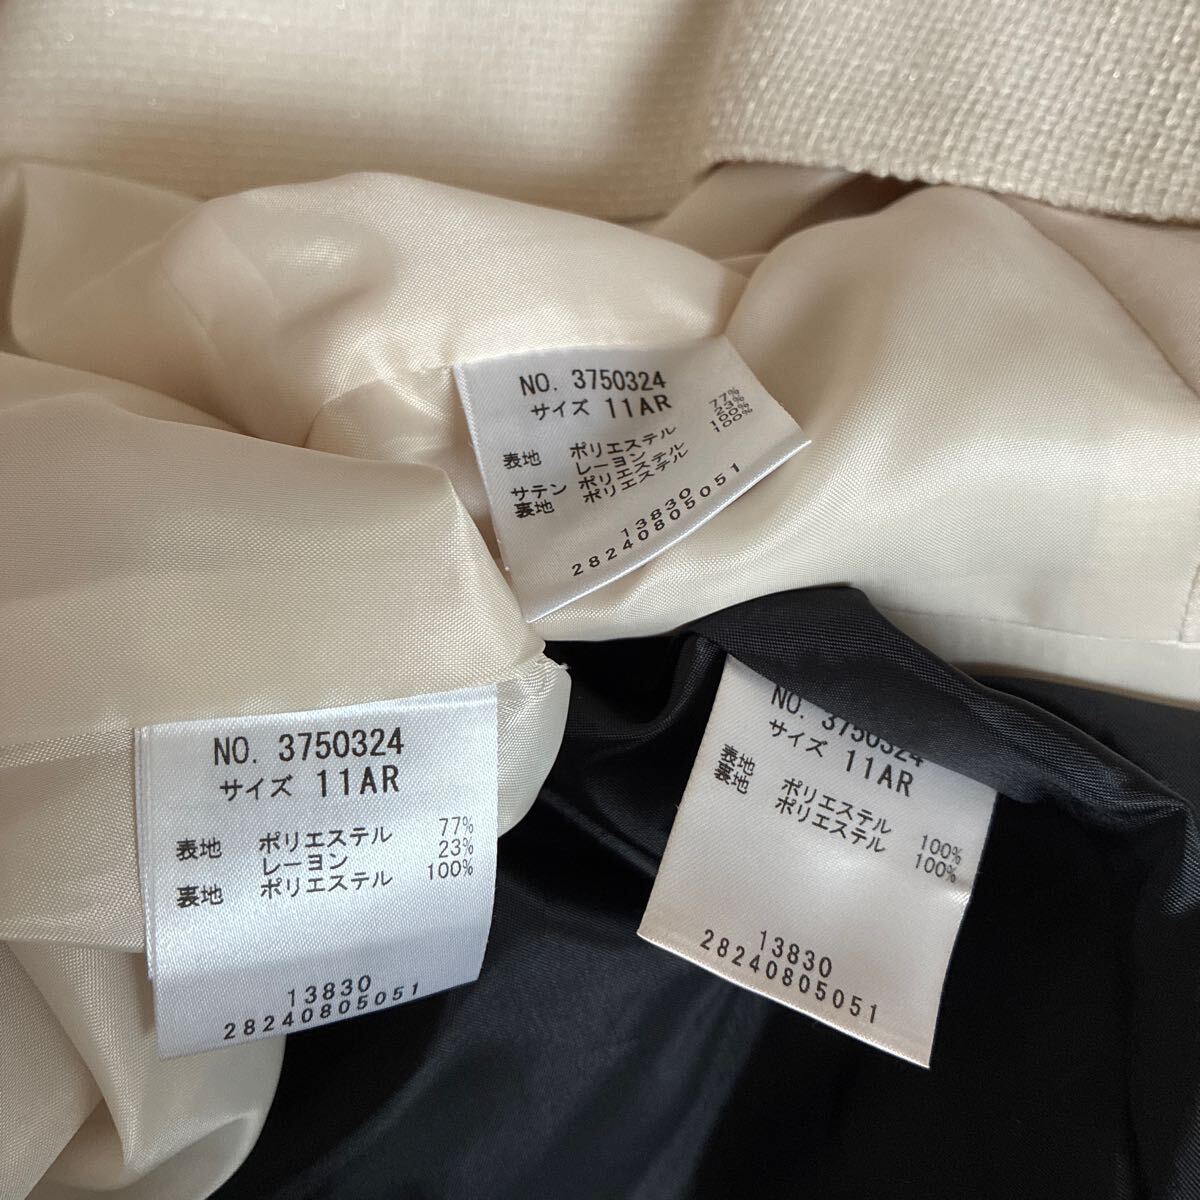 NO. 3750324
サイズ 11AR
表地 ポリエステル 77%
レーヨン 23%
サテン ポリエステル 100%
裏地 ポリエステル 100%
13830
28240805051
NO. 3750324
サイズ 11AR
表地 ポリエステル 77%
レーヨン 23%
裏地 ポリエステル 100%
13830
28240805051
NO. 3750324
サイズ 11AR
表地 ポリエステル 100%
裏地 ポリエステル 100%
13830
28240805051